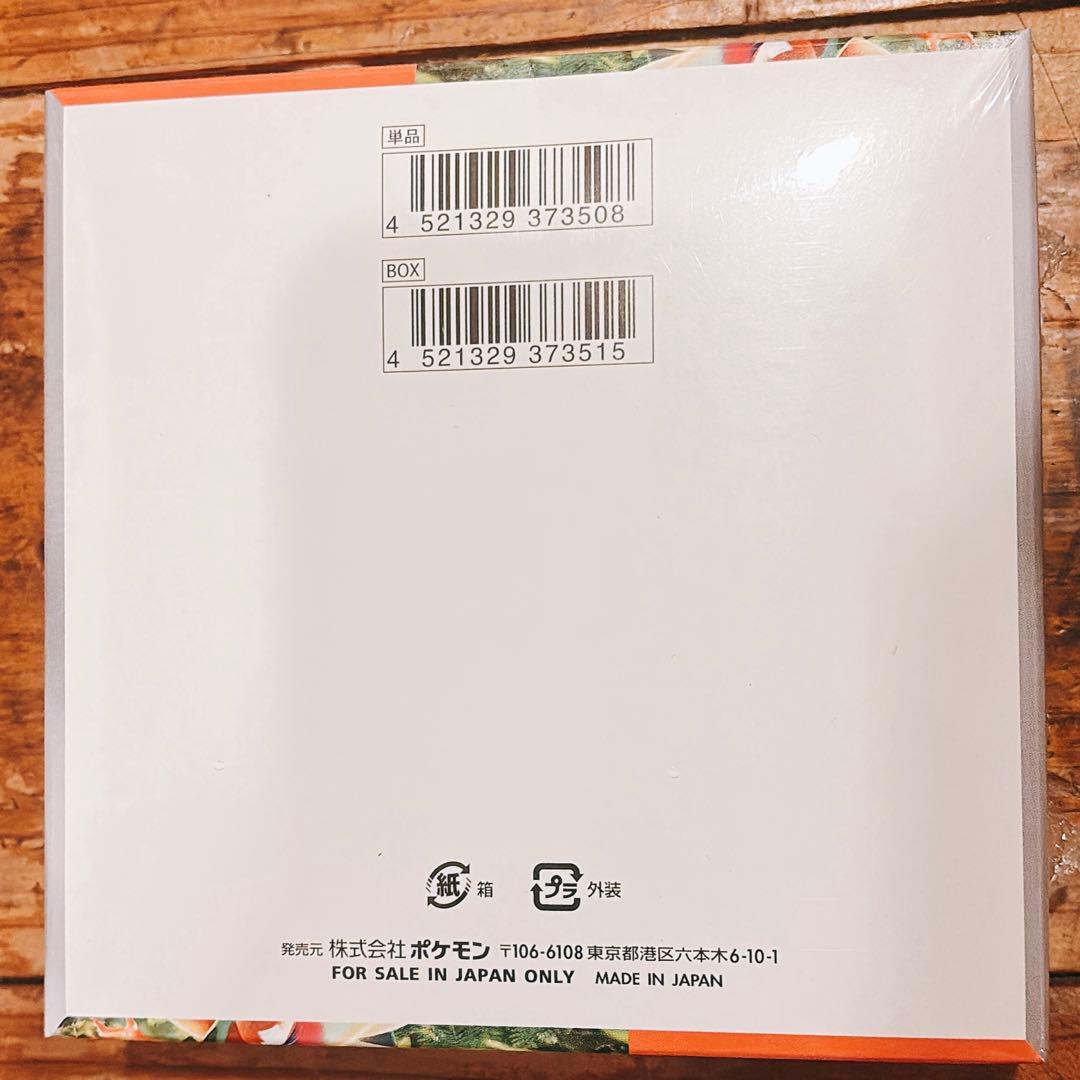 単品
4 521329 373508
BOX
4 521329 373515
紙 箱 プラ 外装
発売元 株式会社 ポケモン 〒106-6108 東京都港区六本木6-10-1
FOR SALE IN JAPAN ONLY MADE IN JAPAN